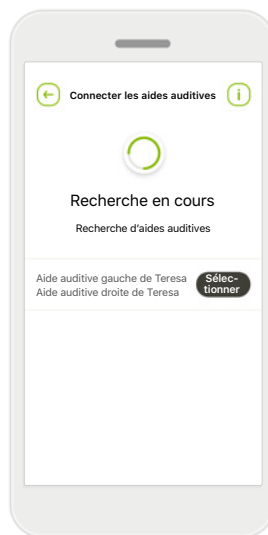 Connecter les aides auditives
Recherche en cours
Recherche d'aides auditives
Aide auditive gauche de Teresa
Aide auditive droite de Teresa
Sélec-
tionner